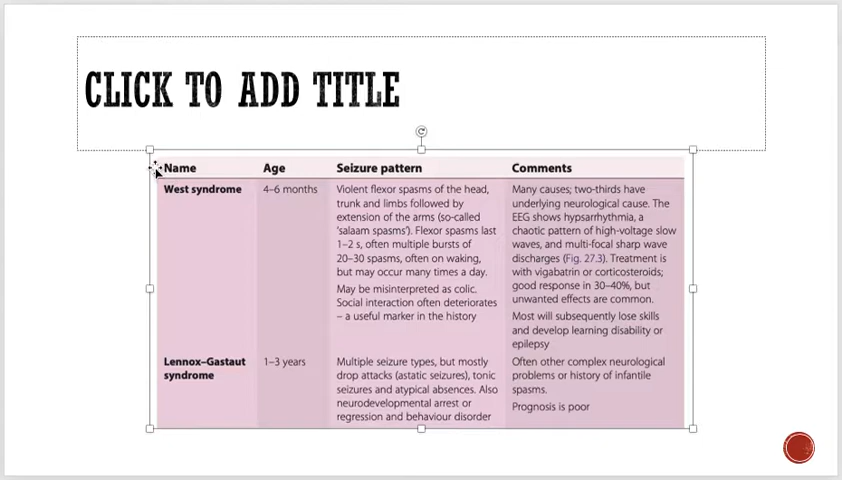 CLICK TO ADD TITLE
Name Age Seizure pattern Comments
West syndrome 4–6 months Violent flexor spasms of the head, Many causes; two-thirds have
trunk and limbs followed by underlying neurological cause. The
extension of the arms (so-called EEG shows hypsarrhythmia, a
'salaam spasms'). Flexor spasms last chaotic pattern of high-voltage slow
1–2 s, often multiple bursts of waves, and multi-focal sharp wave
20–30 spasms, often on waking, discharges (Fig. 27.3). Treatment is
but may occur many times a day. with vigabatrin or corticosteroids;
May be misinterpreted as colic. good response in 30–40%, but
Social interaction often deteriorates unwanted effects are common.
– a useful marker in the history Most will subsequently lose skills
and develop learning disability or
epilepsy
Lennox–Gastaut 1–3 years Multiple seizure types, but mostly Often other complex neurological
syndrome drop attacks (astatic seizures), tonic problems or history of infantile
seizures and atypical absences. Also spasms.
neurodevelopmental arrest or Prognosis is poor
regression and behaviour disorder